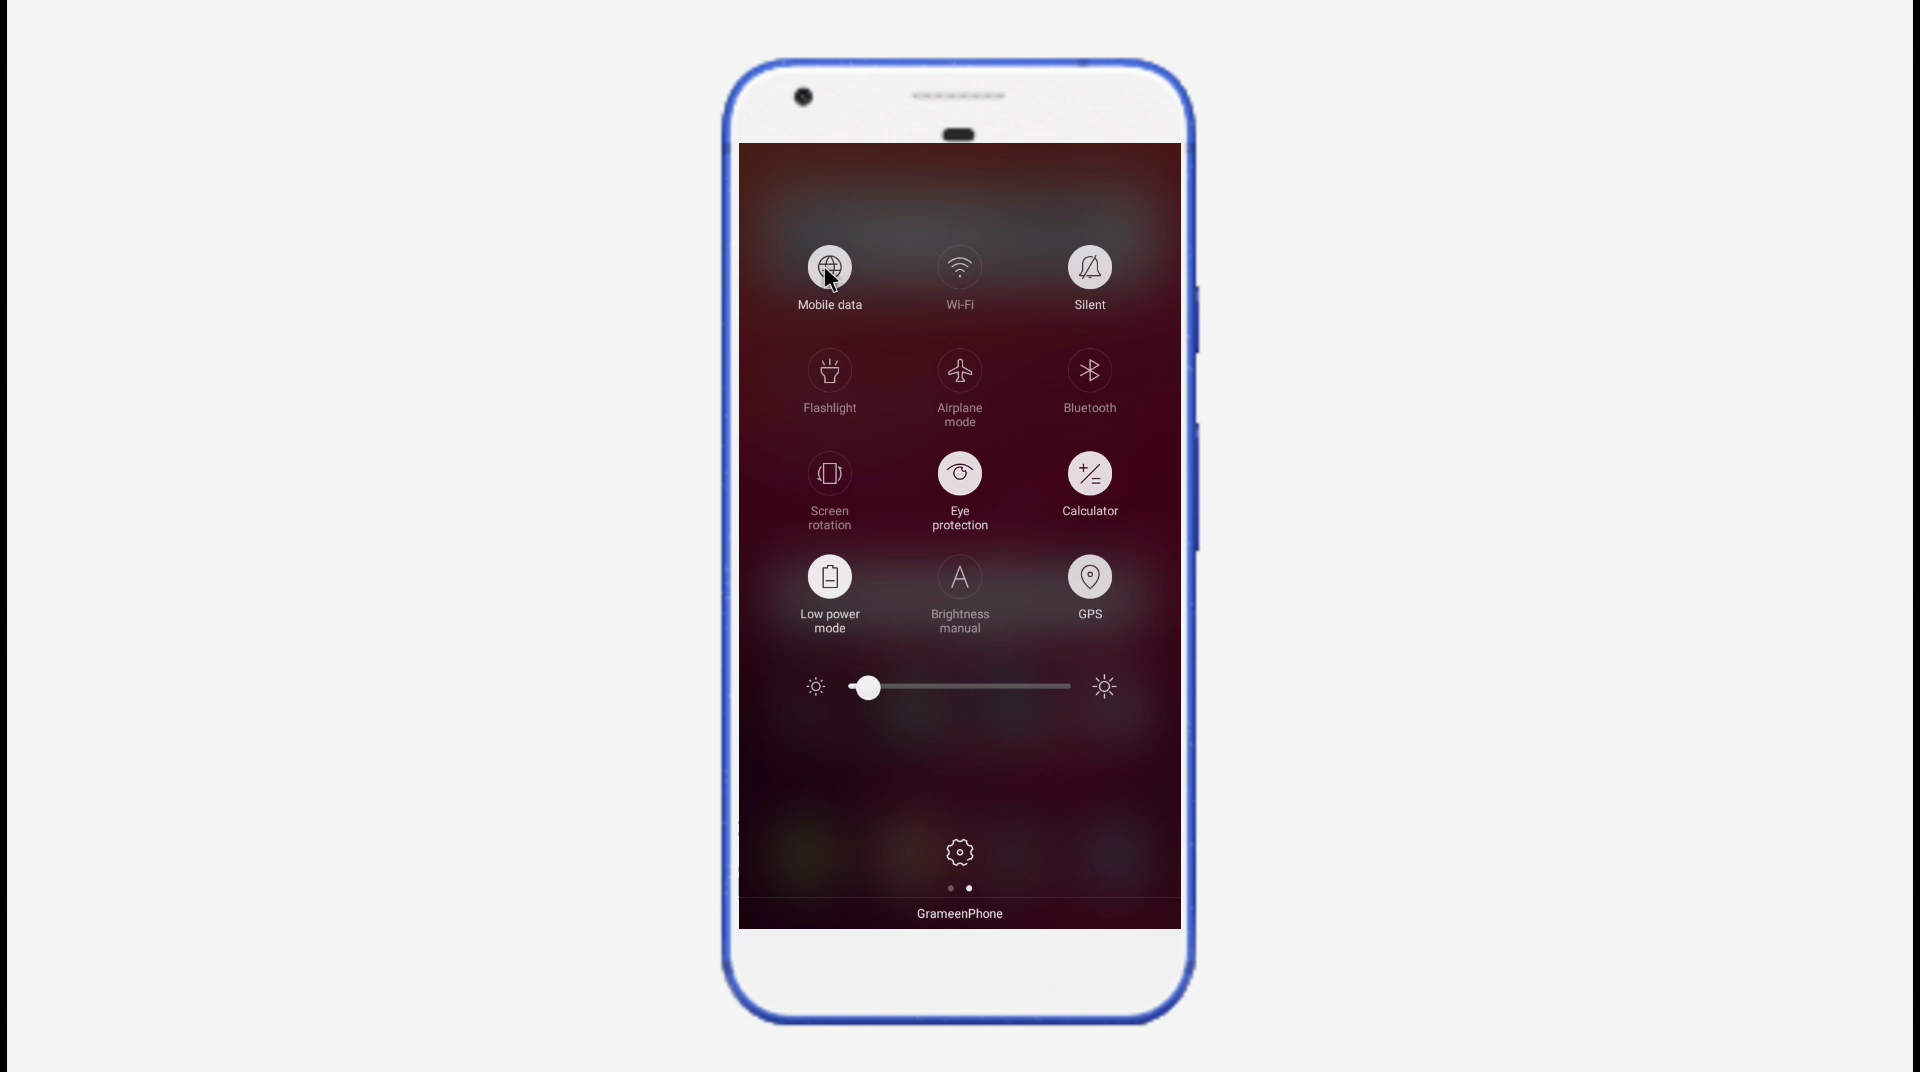 Mobile data
Wi-Fi
Silent
Flashlight
Airplane
mode
Bluetooth
Screen
rotation
Eye
protection
Calculator
Low power
mode
Brightness
manual
GPS
GrameenPhone